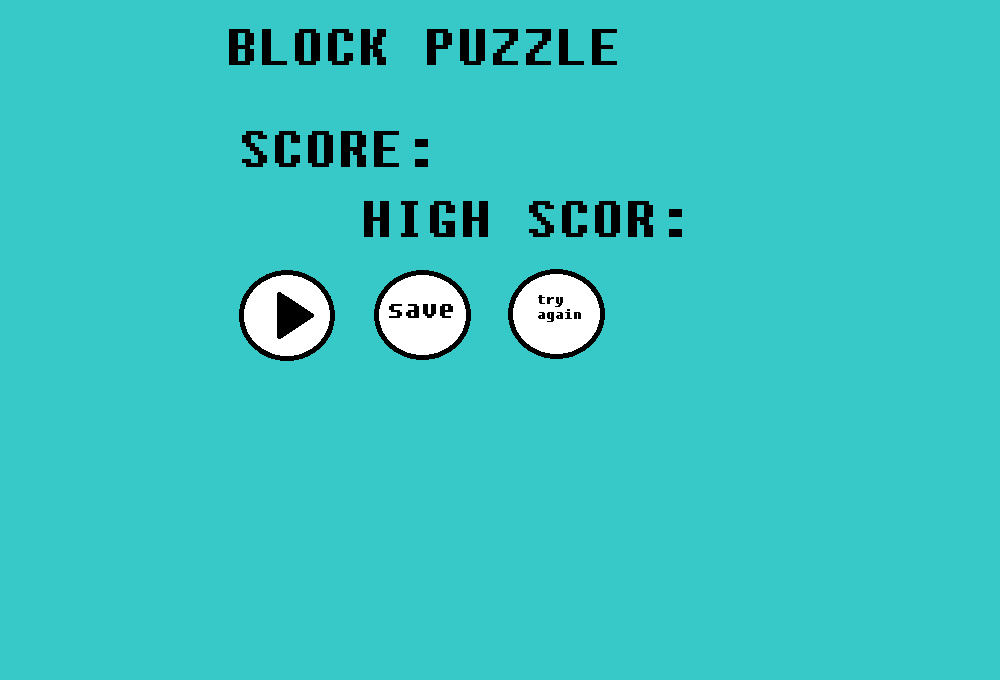 BLOCK PUZZLE
SCORE:
HIGH SCOR:
save
try
again